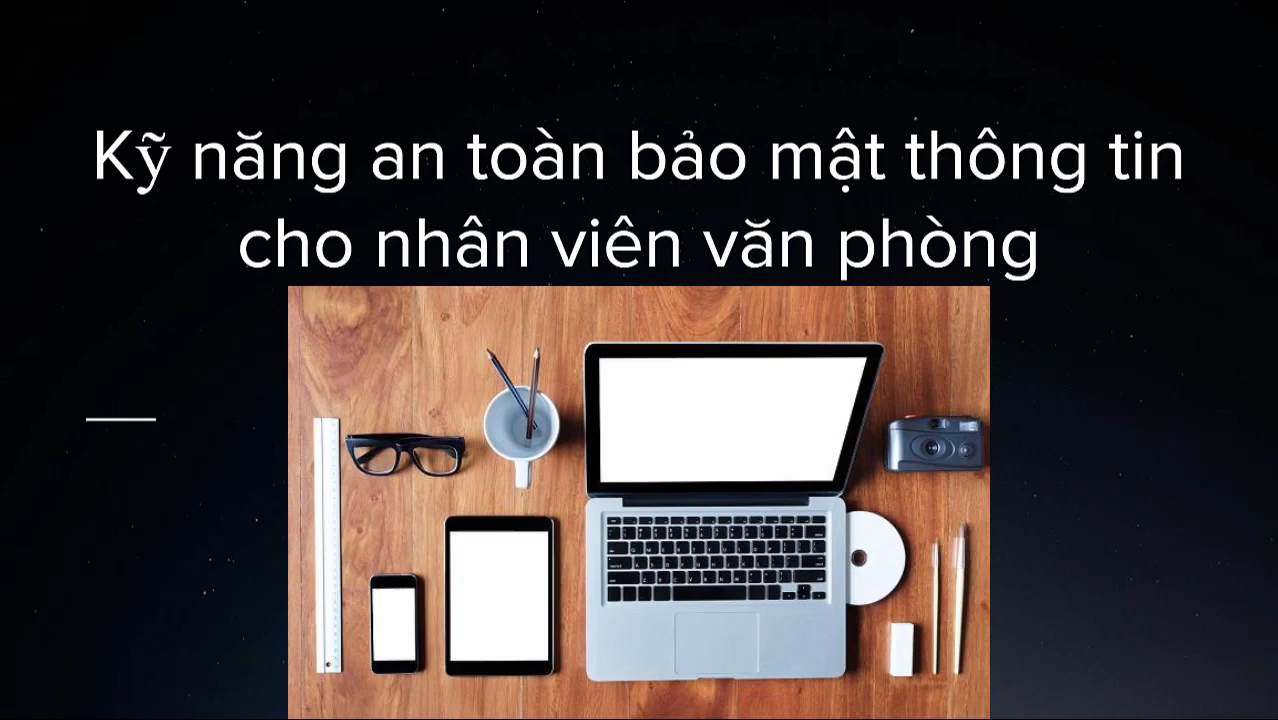 Kỹ năng an toàn bảo mật thông tin
cho nhân viên văn phòng